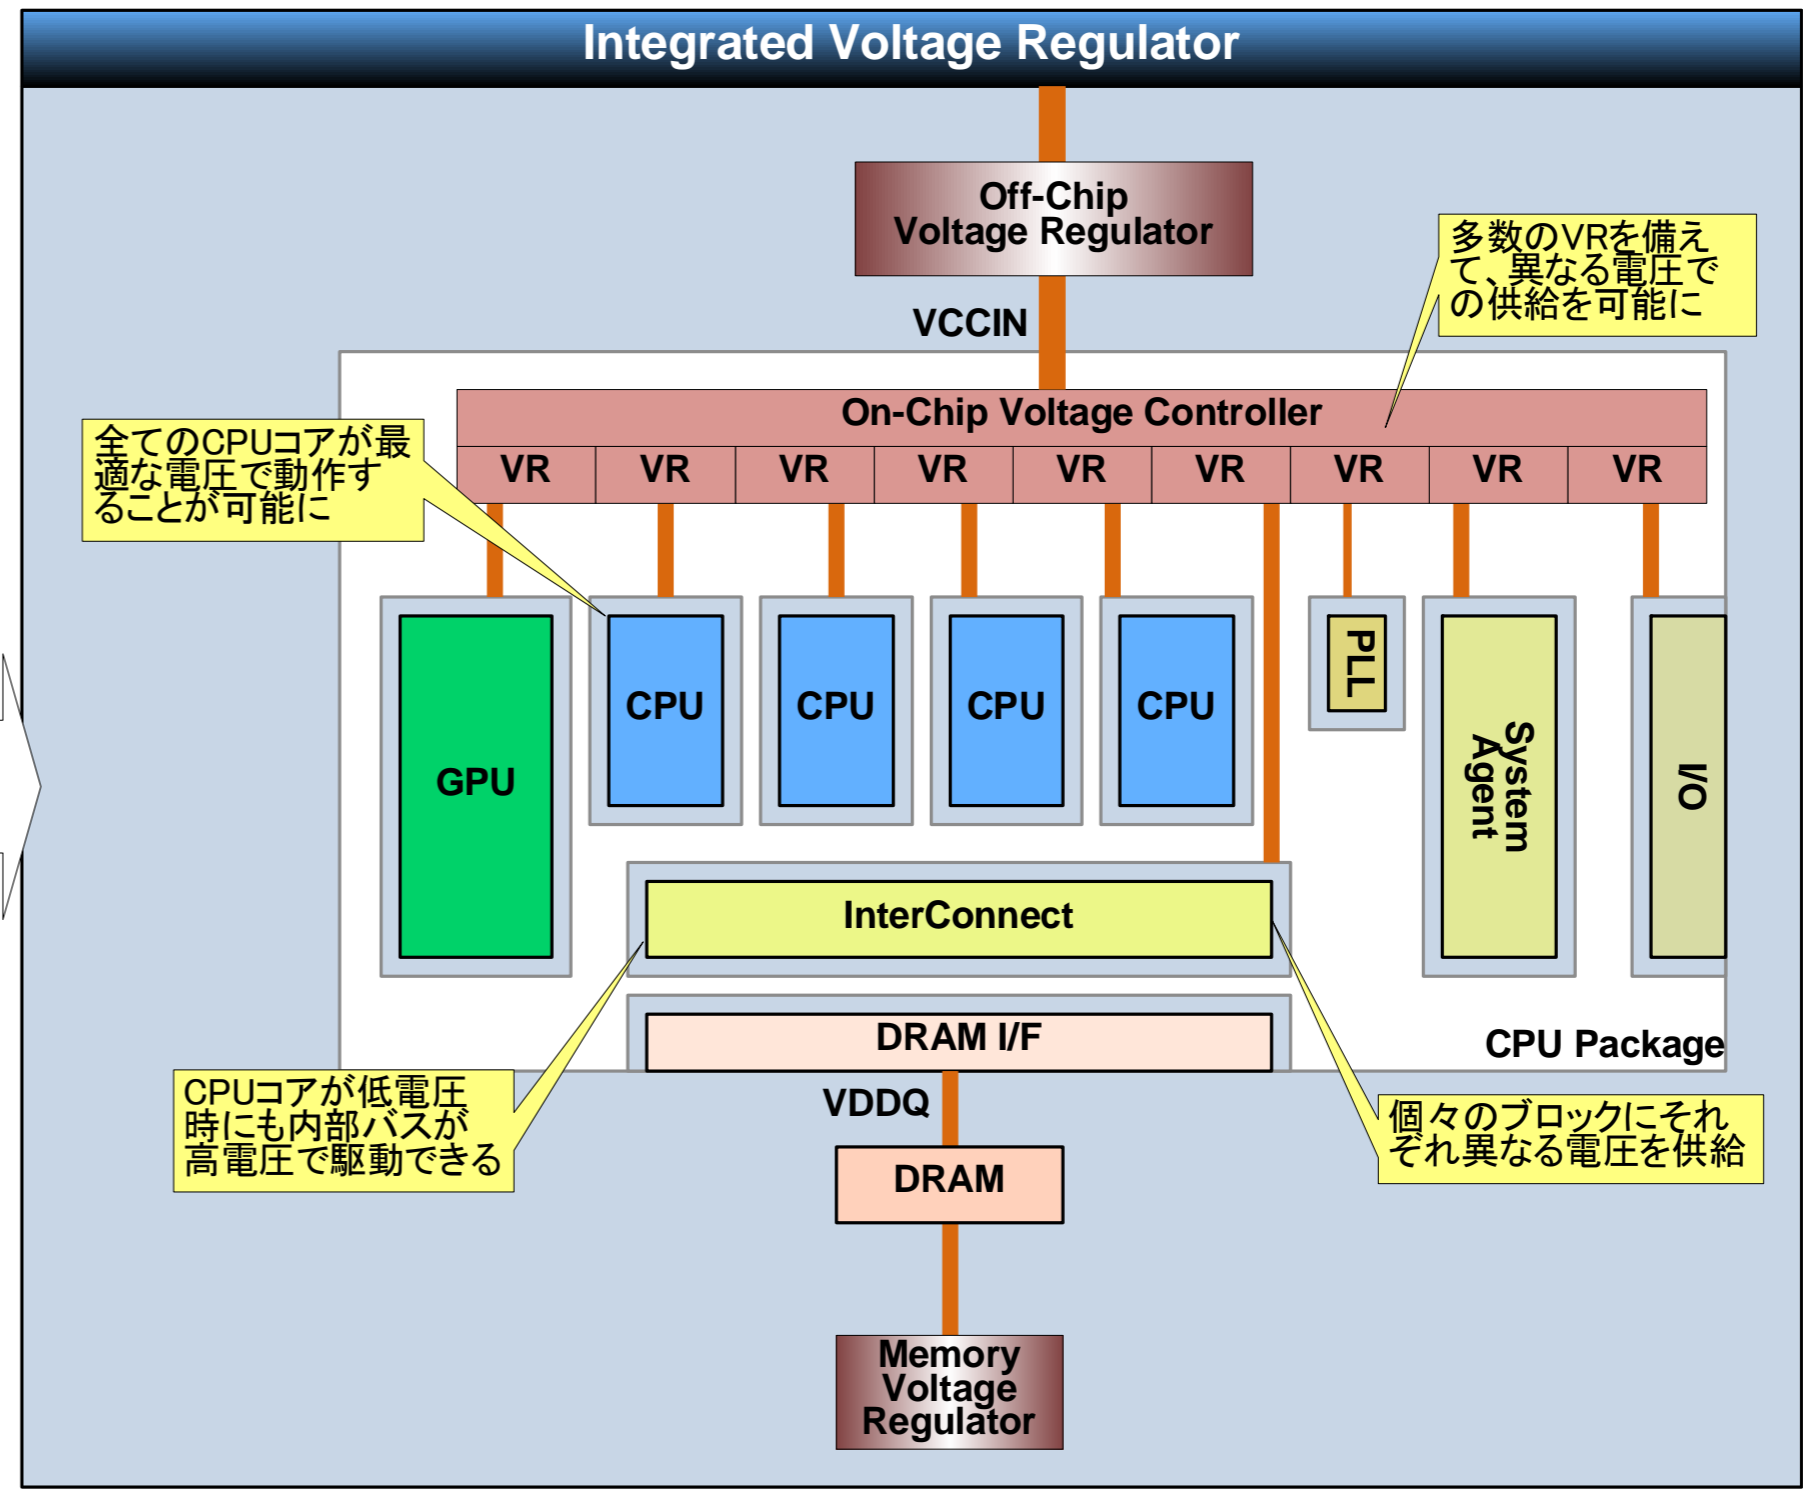 Integrated Voltage Regulator
Off-Chip
Voltage Regulator
多数のVRを備え
て、異なる電圧で
の供給を可能に
VCCIN
On-Chip Voltage Controller
全てのCPUコアが最
適な電圧で動作す
ることが可能に
VR VR VR VR VR VR VR VR VR
GPU
CPU
CPU
CPU
CPU
PLL
System
Agent
I/O
InterConnect
DRAM I/F
CPU Package
CPUコアが低電圧
時にも内部バスが
高電圧で駆動できる
VDDQ
個々のブロックにそれ
ぞれ異なる電圧を供給
DRAM
Memory
Voltage
Regulator